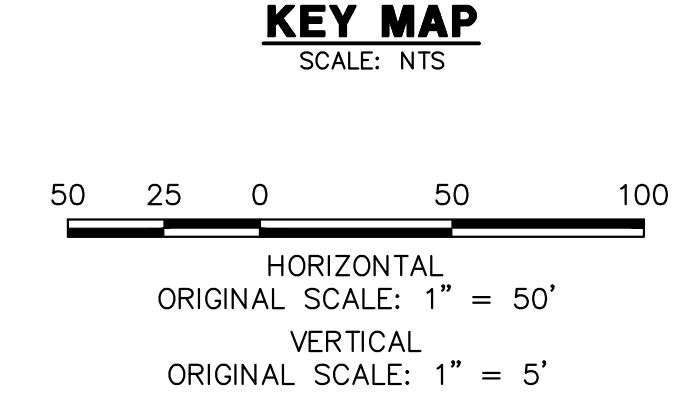 KEY MAP
SCALE: NTS
50 25 0 50 100
HORIZONTAL
ORIGINAL SCALE: 1" = 50'
VERTICAL
ORIGINAL SCALE: 1" = 5'